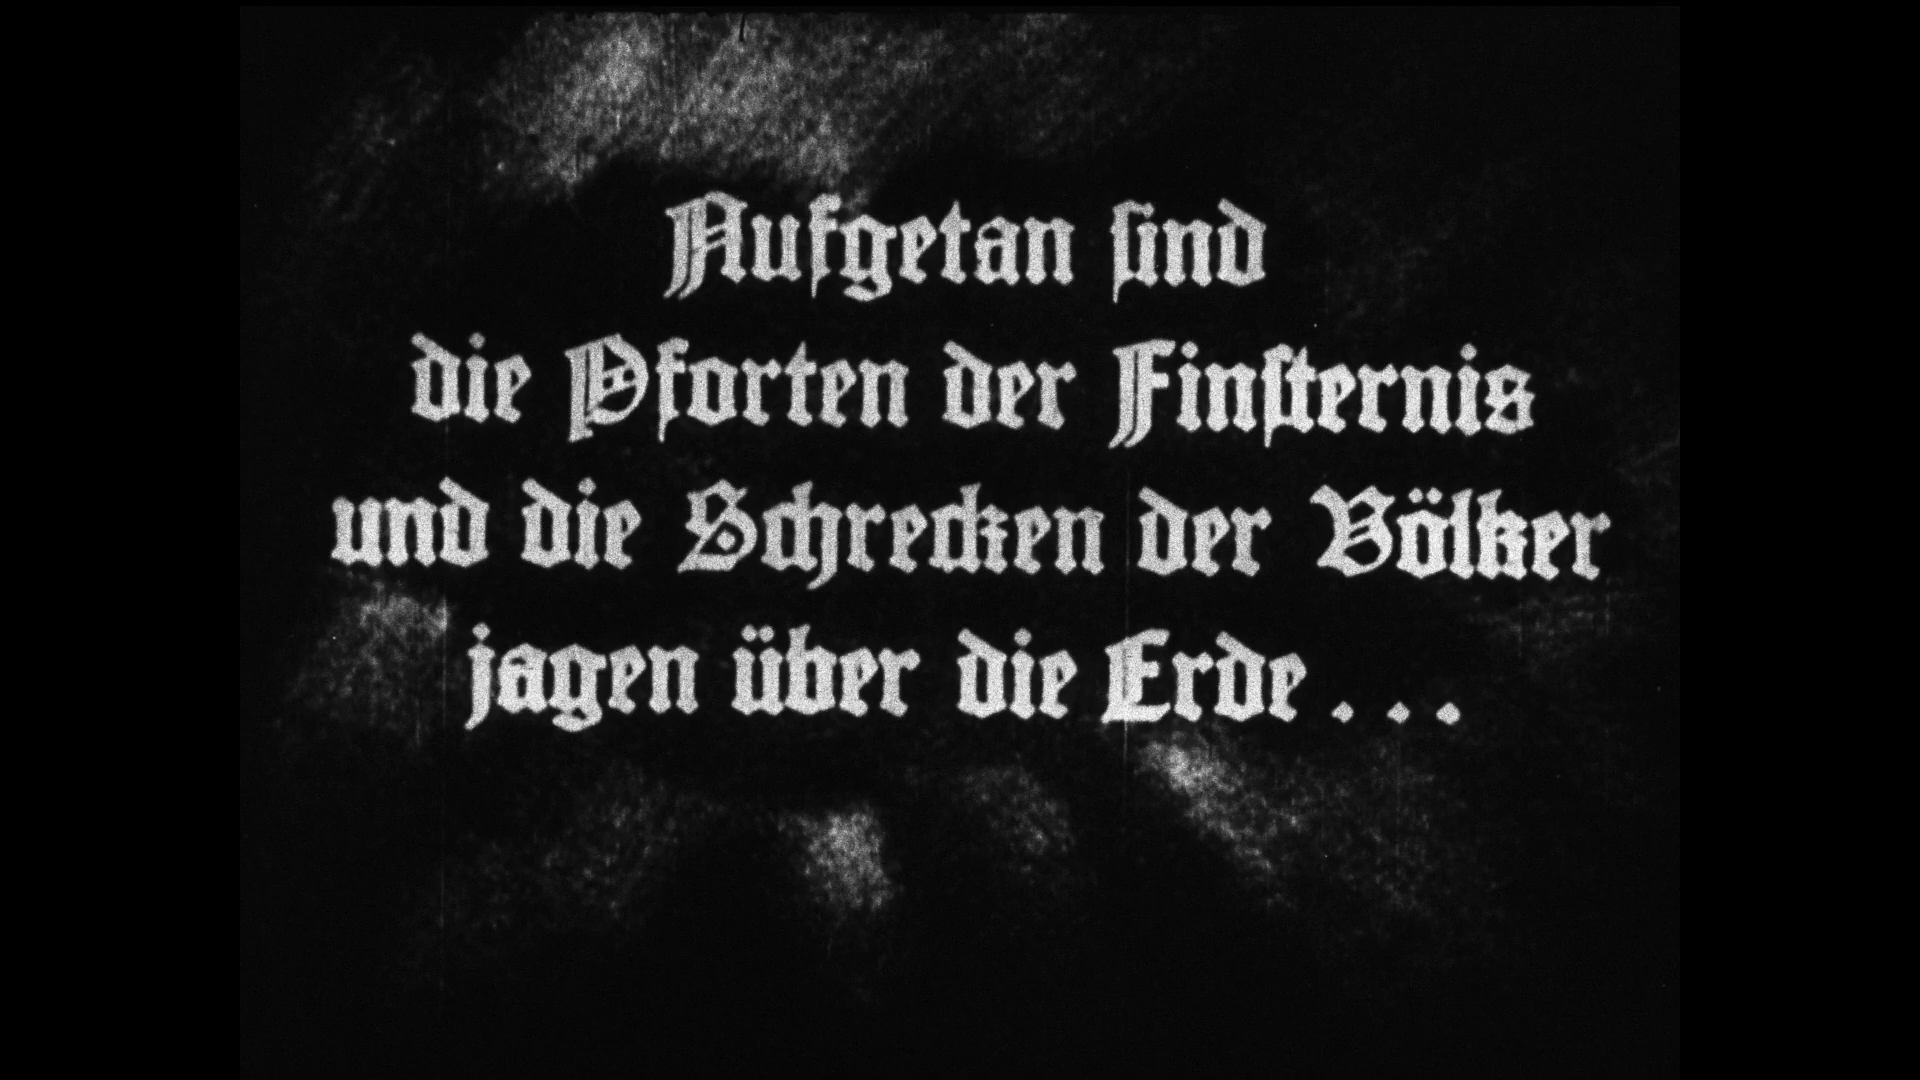 Aufgetan sind
die Pforten der Finsternis
und die Schrecken der Völker
jagen über die Erde . . .